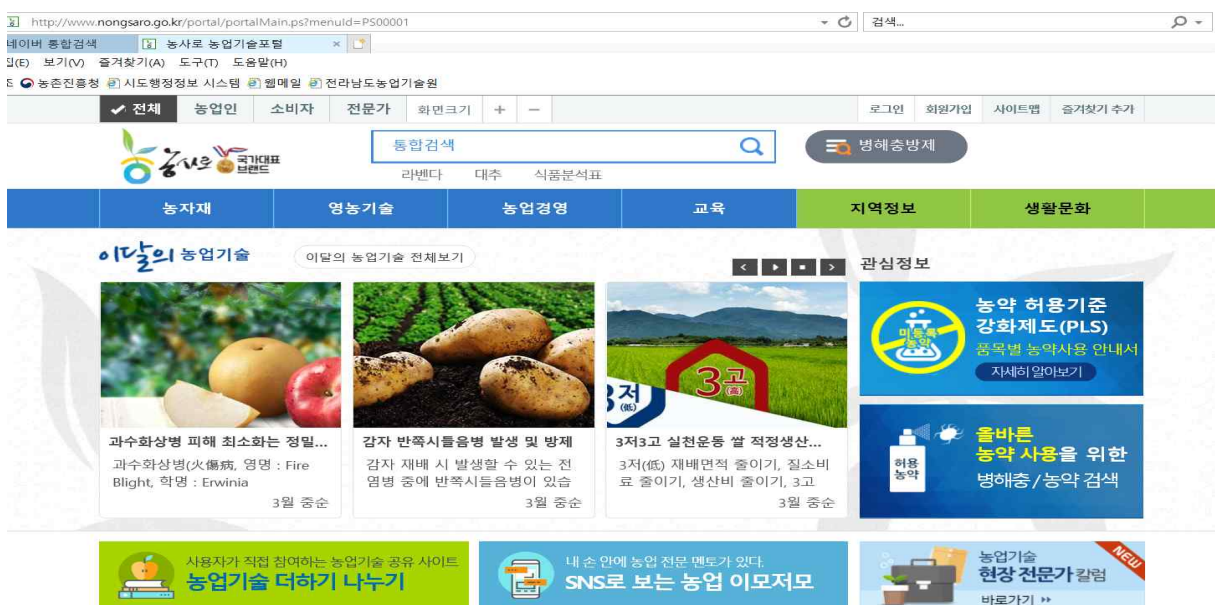 http://www.nongsaro.go.kr/portal/portalMain.ps?menuId=PS00001
검색...
네이버 통합검색
농사로 농업기술포털
보기(V) 즐겨찾기(A) 도구(T) 도움말(H)
농촌진흥청 시도행정정보 시스템 웹메일 전라남도농업기술원
전체 농업인 소비자 전문가 화면크기 + -
로그인 회원가입 사이트맵 즐겨찾기 추가
농사로 국가대표
브랜드
통합검색
병해충방제
라벤다 대추 식품분석표
농자재 영농기술 농업경영 교육 지역정보 생활문화
이달의 농업기술
이달의 농업기술 전체보기
관심정보
3저
(低)
3고
(高)
과수화상병 피해 최소화는 정밀...
과수화상병(火傷病, 영명 : Fire
Blight, 학명 : Erwinia
3월 중순
감자 반쪽시들음병 발생 및 방제
감자 재배 시 발생할 수 있는 전
염병 중에 반쪽시들음병이 있습
3월 중순
3저3고 실천운동 쌀 적정생산...
3저(低) 재배면적 줄이기, 질소비
료 줄이기, 생산비 줄이기, 3고
3월 중순
미등록
농약
농약 허용기준
강화제도(PLS)
품목별 농약사용 안내서
자세히 알아보기
허용
농약
올바른
농약 사용을 위한
병해충/농약 검색
사용자가 직접 참여하는 농업기술 공유 사이트
농업기술 더하기 나누기
내 손 안에 농업 전문 멘토가 있다.
SNS로 보는 농업 이모저모
농업기술
현장 전문가 칼럼
바로가기
NEW